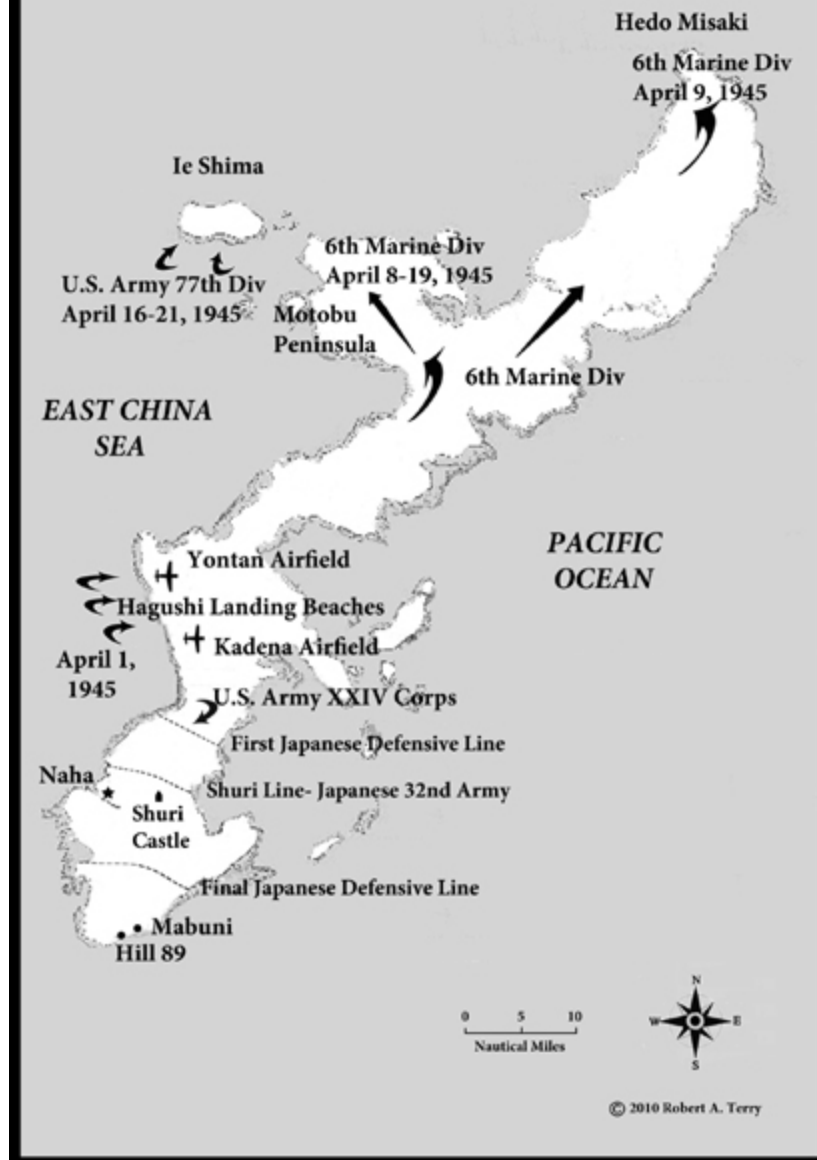 Hedo Misaki
6th Marine Div
April 9, 1945
Ie Shima
U.S. Army 77th Div
April 16-21, 1945
6th Marine Div
April 8-19, 1945
Motobu
Peninsula
6th Marine Div
EAST CHINA
SEA
PACIFIC
OCEAN
Yontan Airfield
Hagushi Landing Beaches
Kadena Airfield
April 1,
1945
U.S. Army XXIV Corps
First Japanese Defensive Line
Naha
Shuri Line- Japanese 32nd Army
Shuri
Castle
Final Japanese Defensive Line
Mabuni
Hill 89
0 5 10
Nautical Miles
N
W E
S
© 2010 Robert A. Terry